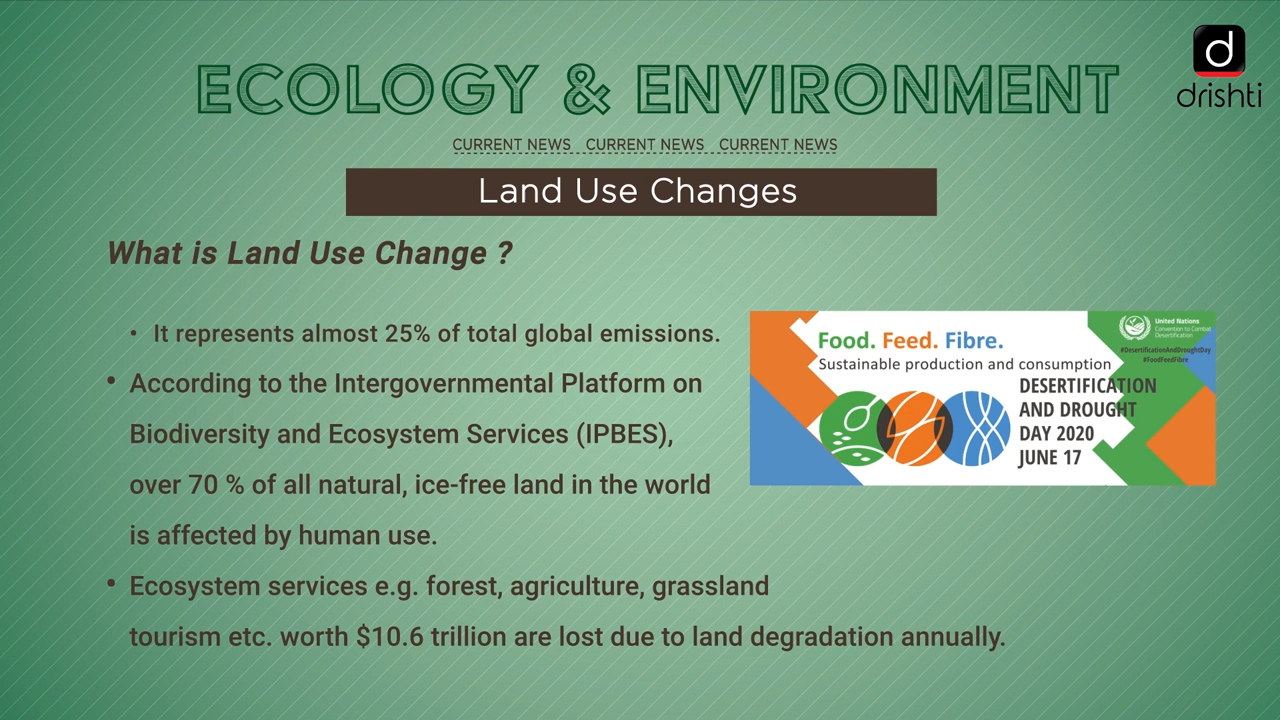 ECOLOGY & ENVIRONMENT
d
drishti
CURRENT NEWS CURRENT NEWS CURRENT NEWS
Land Use Changes
What is Land Use Change ?
• It represents almost 25% of total global emissions.
• According to the Intergovernmental Platform on
Biodiversity and Ecosystem Services (IPBES),
over 70 % of all natural, ice-free land in the world
is affected by human use.
• Ecosystem services e.g. forest, agriculture, grassland
tourism etc. worth $10.6 trillion are lost due to land degradation annually.
United Nations
Convention to Combat
Desertification
#DesertificationAndDroughtDay
#FoodFeedFibre
Food. Feed. Fibre.
Sustainable production and consumption
DESERTIFICATION
AND DROUGHT
DAY 2020
JUNE 17